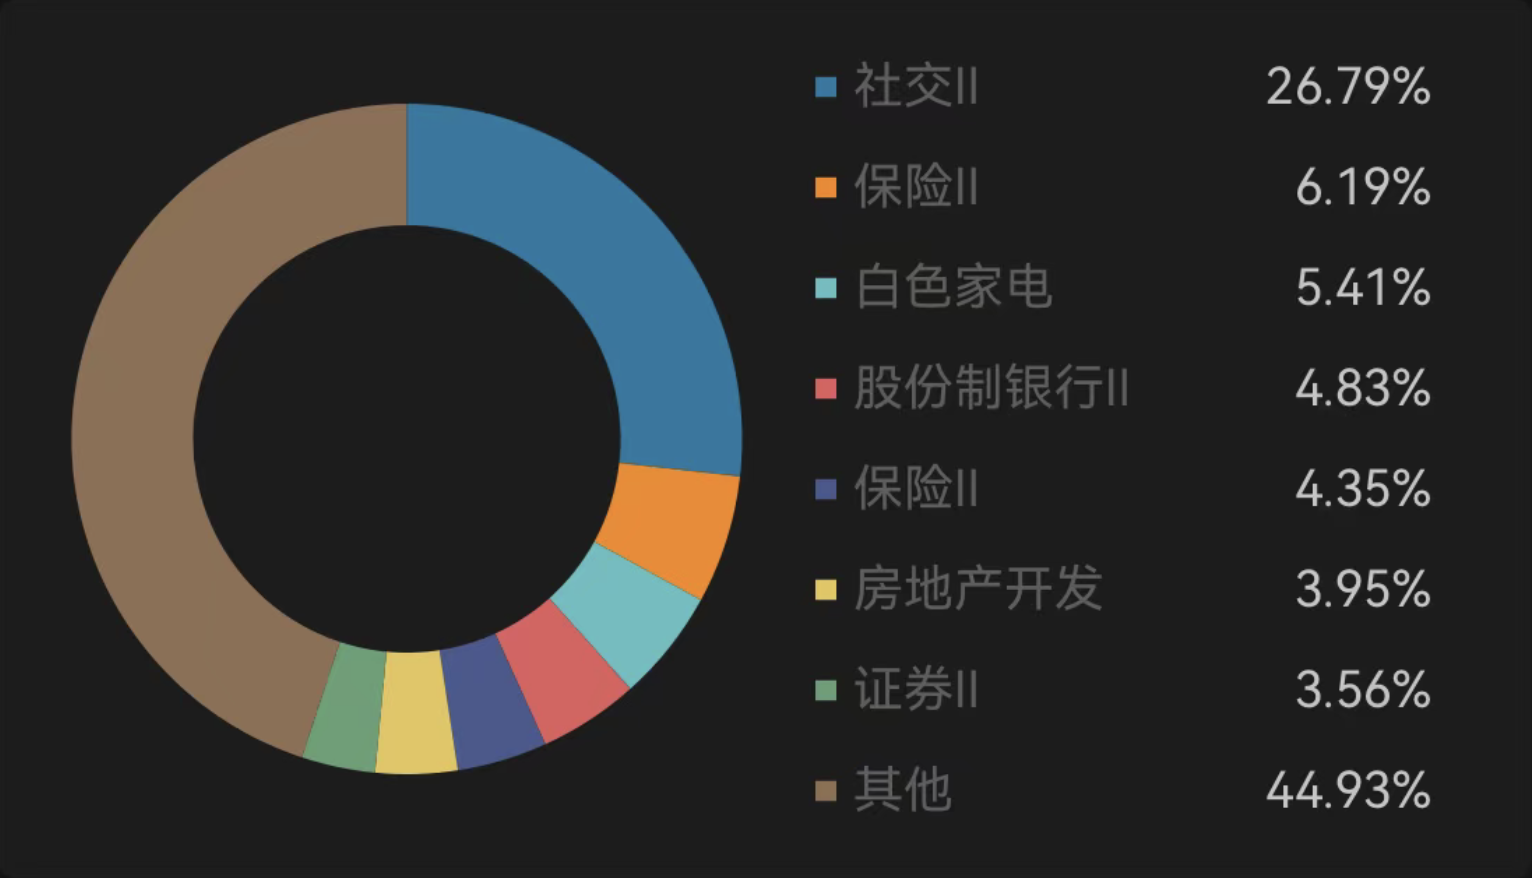 社交II 26.79%
保险II 6.19%
白色家电 5.41%
股份制银行II 4.83%
保险II 4.35%
房地产开发 3.95%
证券II 3.56%
其他 44.93%